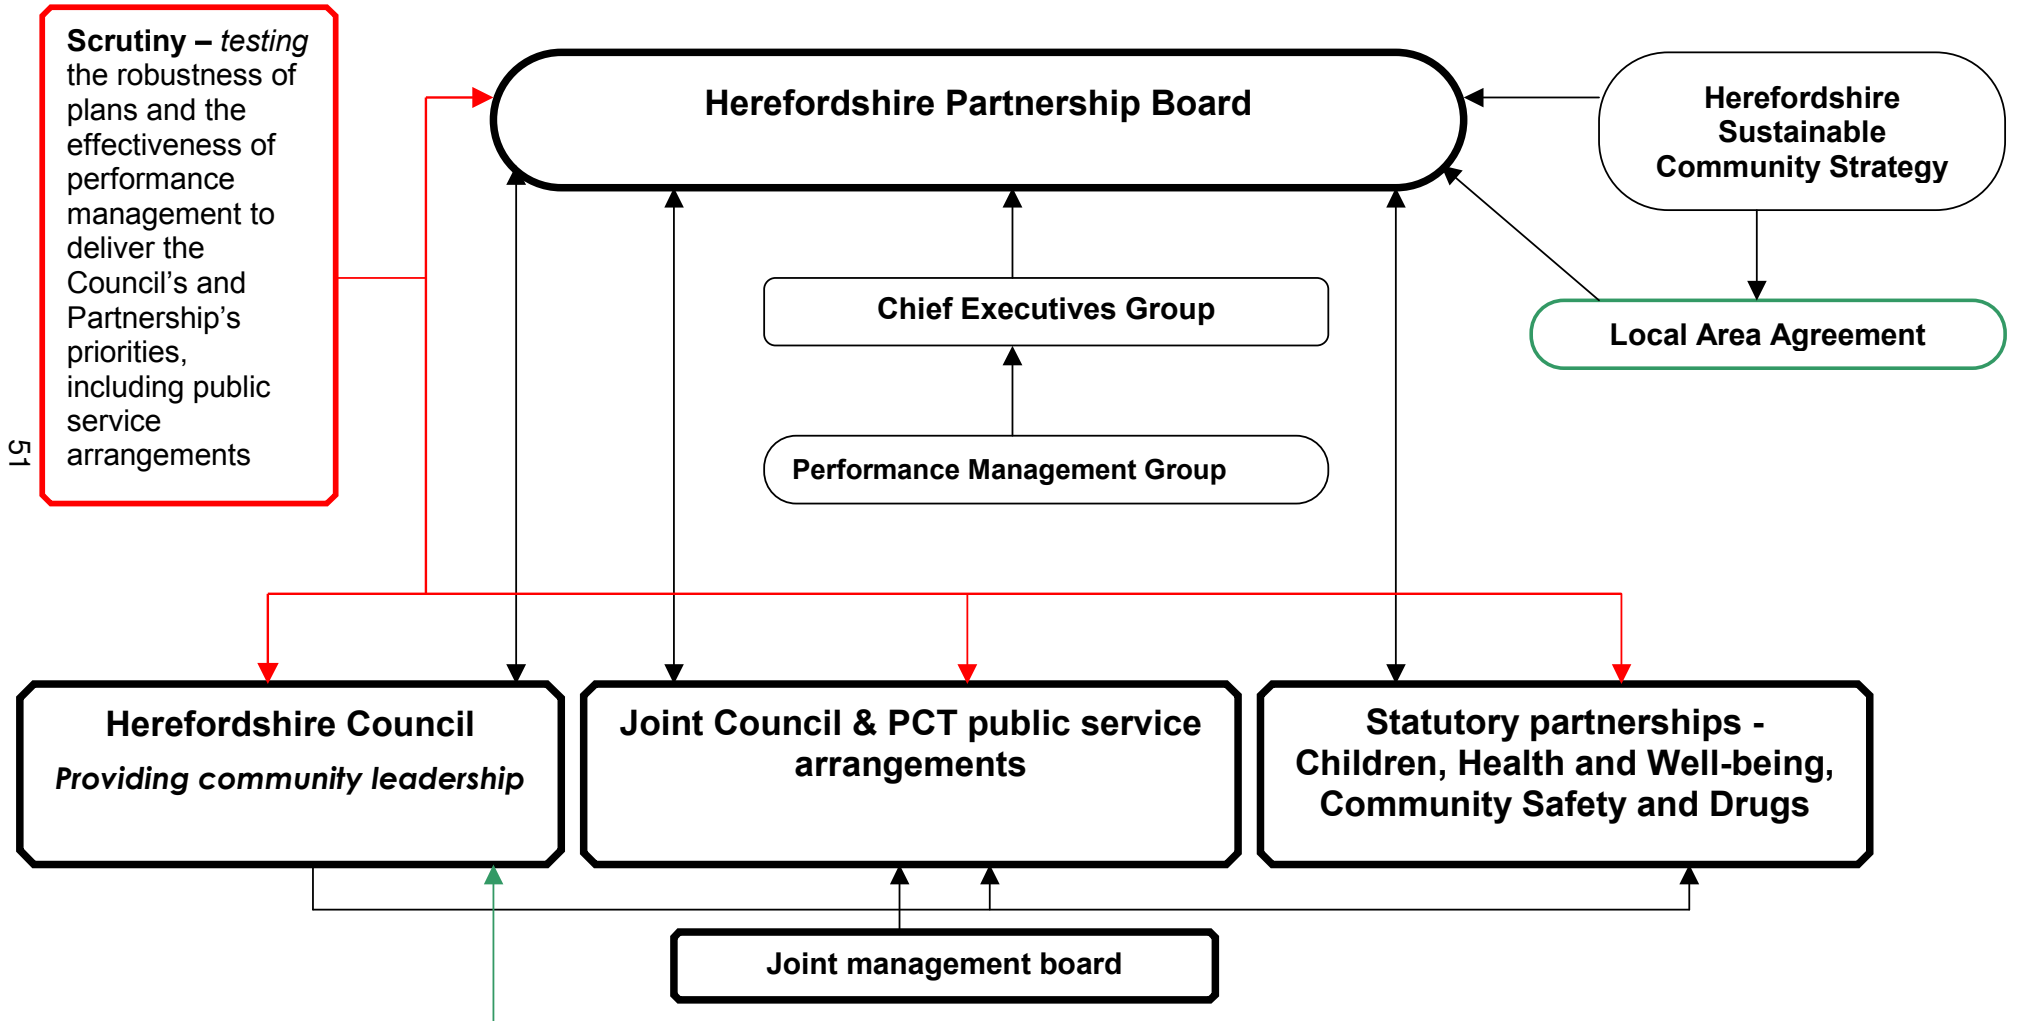 Scrutiny – testing
the robustness of
plans and the
effectiveness of
performance
management to
deliver the
Council’s and
Partnership’s
priorities,
including public
service
arrangements
51
Herefordshire Partnership Board
Herefordshire
Sustainable
Community Strategy
Chief Executives Group
Local Area Agreement
Performance Management Group
Herefordshire Council
Providing community leadership
Joint Council & PCT public service
arrangements
Statutory partnerships -
Children, Health and Well-being,
Community Safety and Drugs
Joint management board